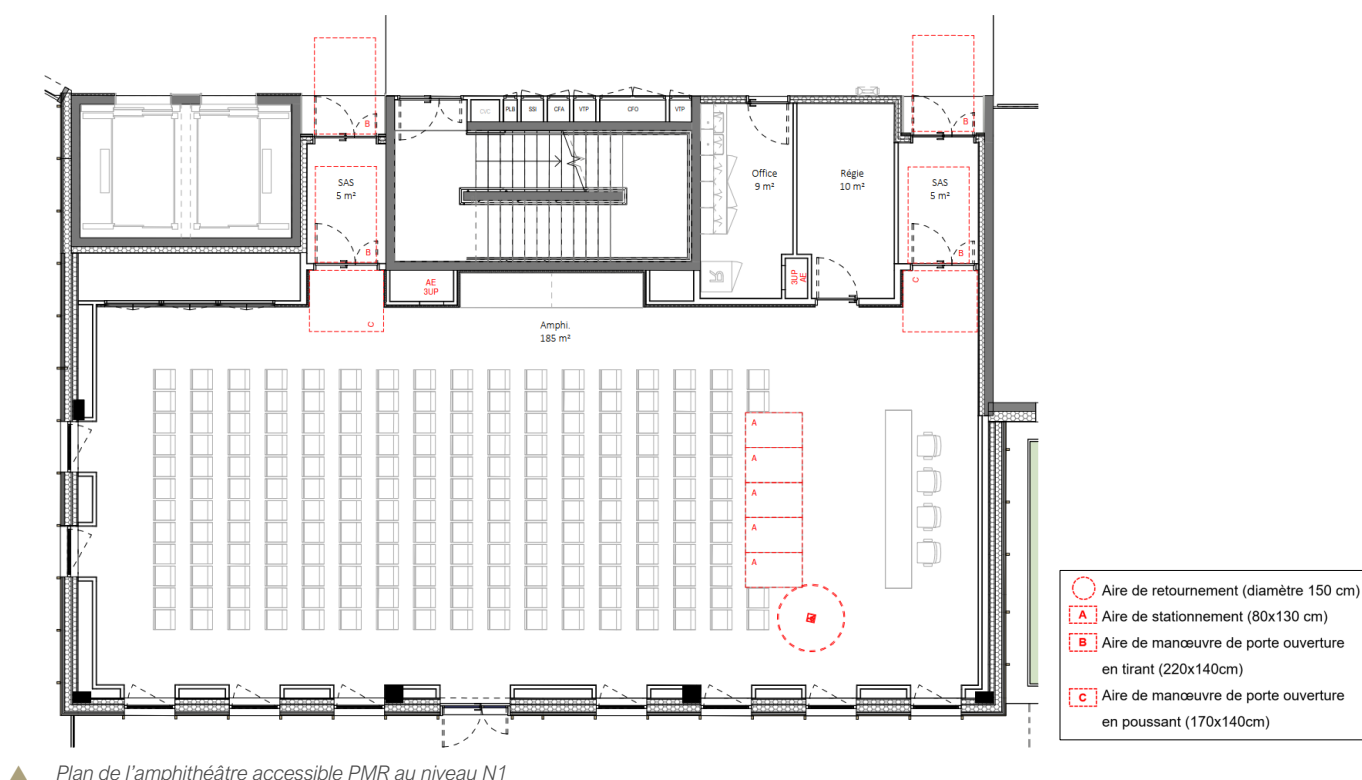 B
B
CVC
PLB
SSI
CFA
VTP
CFO
VTP
Office
9 m²
Régie
10 m²
SAS
5 m²
SAS
5 m²
B
B
AE
3UP
3UP
AE
C
C
Amphi.
185 m²
A
A
A
A
A
Aire de retournement (diamètre 150 cm)
A Aire de stationnement (80x130 cm)
B Aire de manœuvre de porte ouverture
en tirant (220x140cm)
C Aire de manœuvre de porte ouverture
en poussant (170x140cm)
Plan de l'amphithéâtre accessible PMR au niveau N1